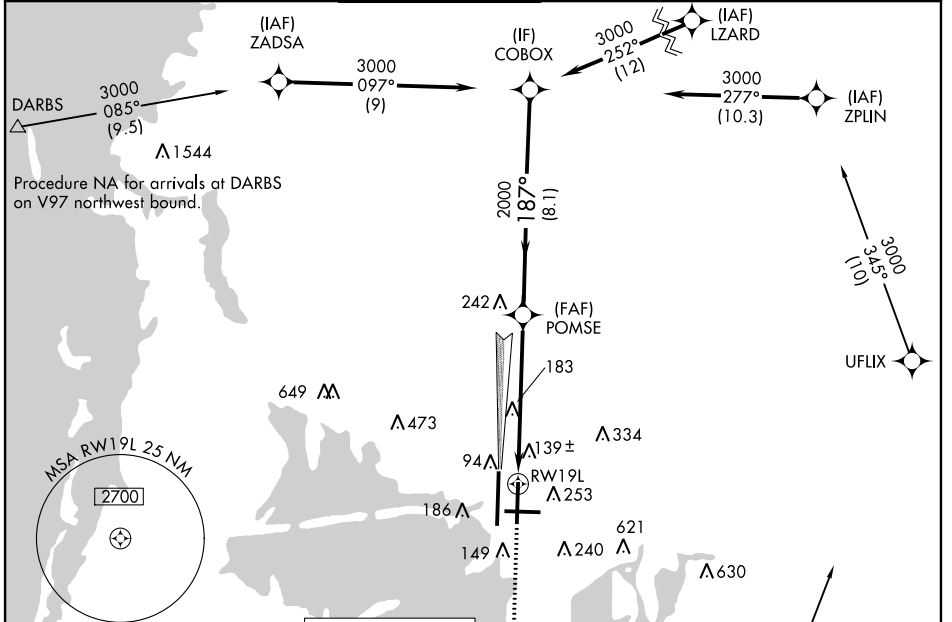 (IAF)
ZADSA
(IF)
COBOX
3000
252°
(12)
(IAF)
LZARD
DARBS
3000
085°
(9.5)
3000
097°
(9)
3000
277°
(10.3)
(IAF)
ZPLIN
1544
Procedure NA for arrivals at DARBS
on V97 northwest bound.
2000
187°
(8.1)
3000
345°
(10)
242
(FAF)
POMSE
UFLIX
183
649
473
334
139±
94
RW19L
253
MSA RW19L 25 NM
2700
186
149
240
621
630